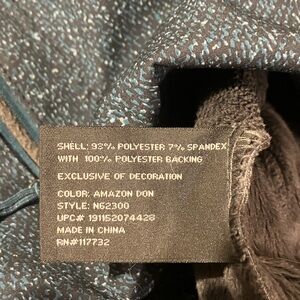 SHELL: 93% POLYESTER 7% SPANDEX
WITH 100% POLYESTER BACKING
EXCLUSIVE OF DECORATION
COLOR: AMAZON DON
STYLE: N62300
UPC# 191152074428
MADE IN CHINA
RN#117732